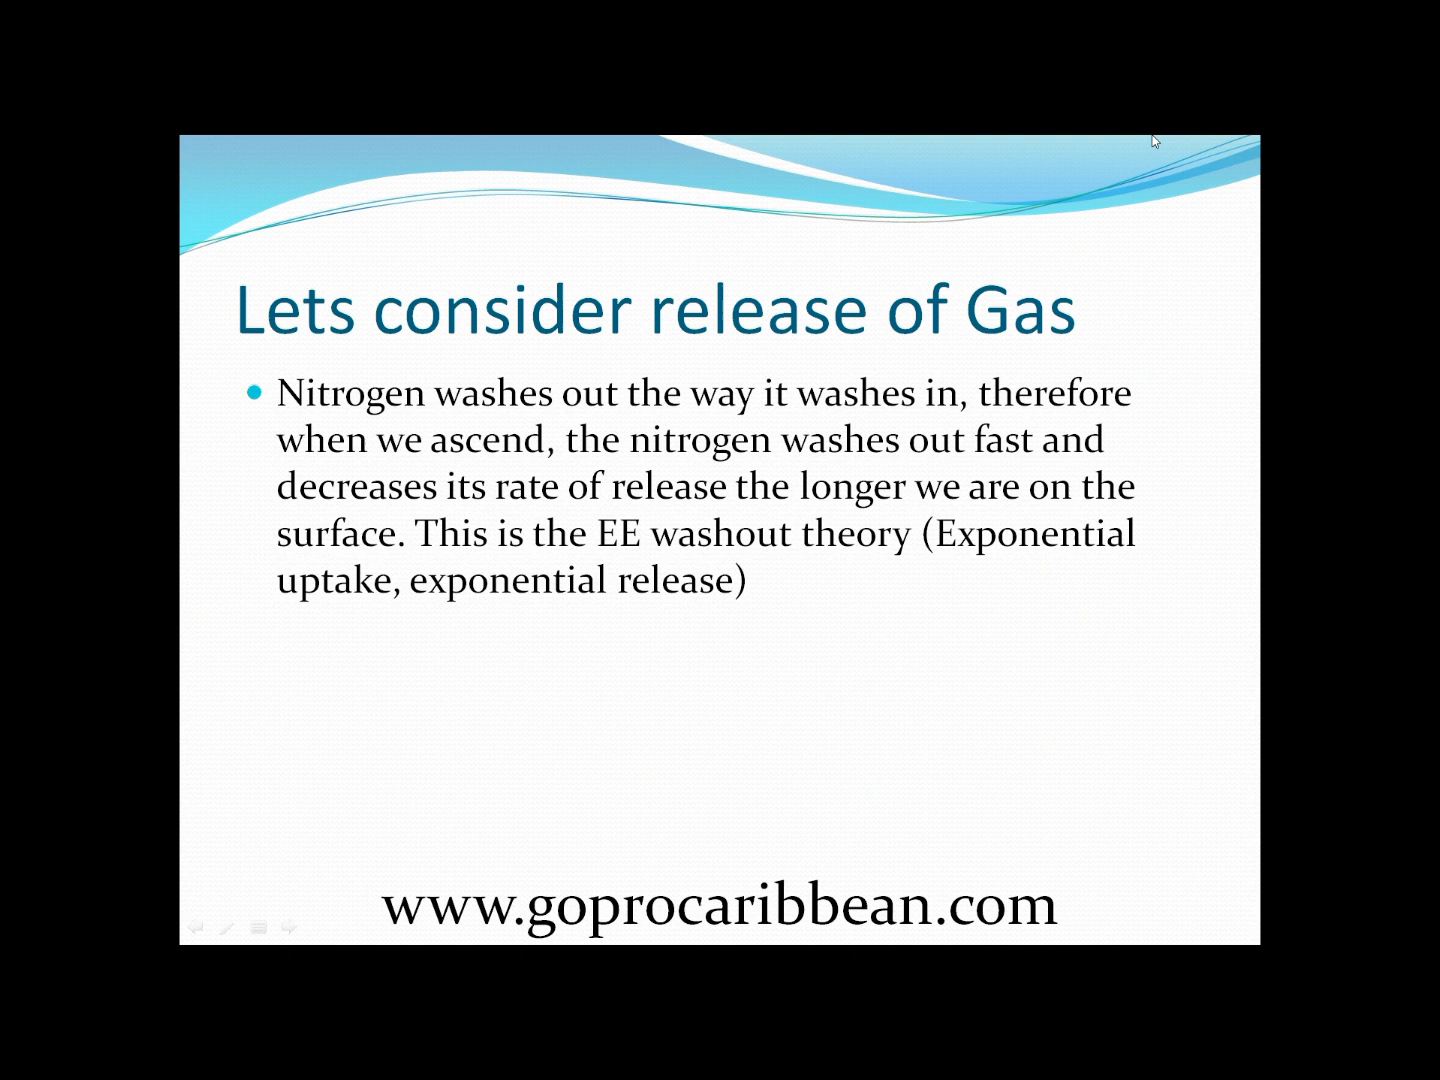 Lets consider release of Gas
Nitrogen washes out the way it washes in, therefore
when we ascend, the nitrogen washes out fast and
decreases its rate of release the longer we are on the
surface. This is the EE washout theory (Exponential
uptake, exponential release)
www.goprocaribbean.com